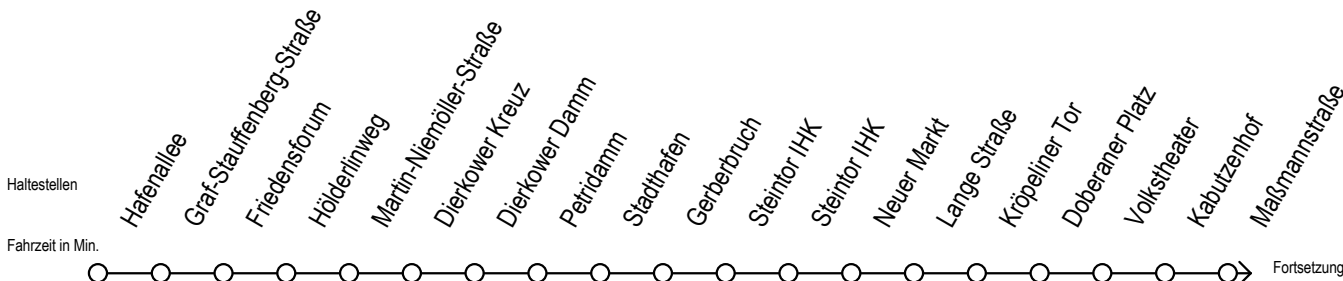 Haltestellen
Hafenallee
Graf-Stauffenberg-Straße
Friedensforum
Hölderlinweg
Martin-Niemöller-Straße
Dierkower Kreuz
Dierkower Damm
Petridamm
Stadthafen
Gerberbruch
Steintor IHK
Steintor IHK
Neuer Markt
Lange Straße
Kröpeliner Tor
Doberaner Platz
Volkstheater
Kabutzenhof
Maßmannstraße
Fahrzeit in Min.
Fortsetzung